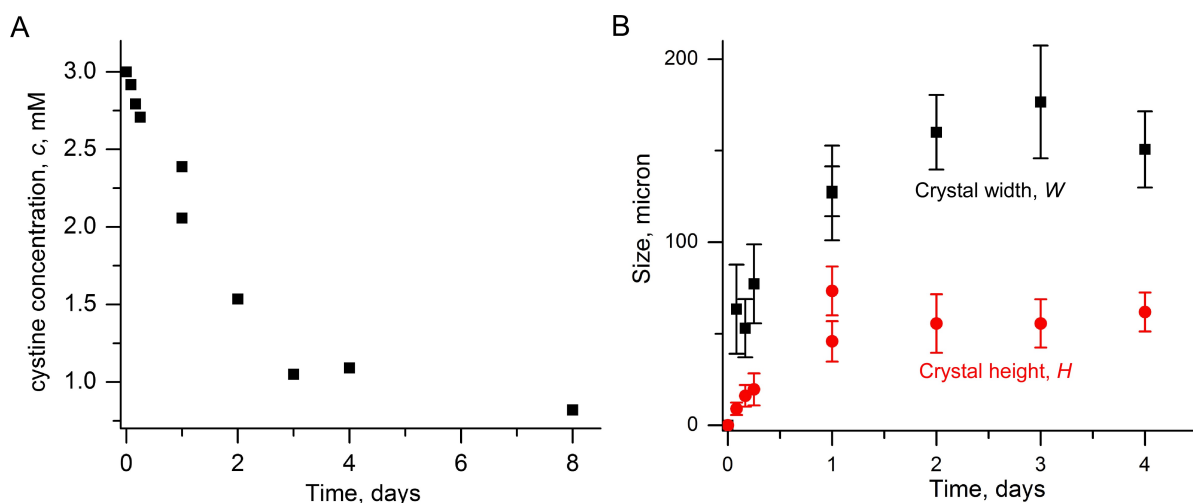 A
3.0
2.5
2.0
1.5
1.0
cystine concentration, c, mM
0
2
4
6
8
Time, days
B
200
100
0
Size, micron
Crystal width, W
Crystal height, H
0
1
2
3
4
Time, days